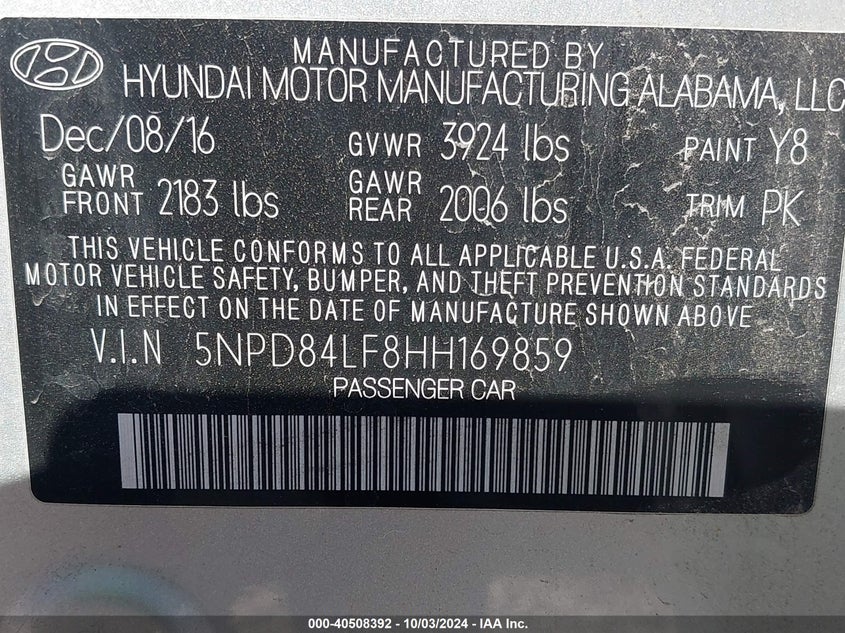 MANUFACTURED BY
HYUNDAI MOTOR MANUFACTURING ALABAMA, LLC
Dec/08/16 GVWR 3924 lbs PAINT Y8
GAWR FRONT 2183 lbs GAWR REAR 2006 lbs TRIM PK
THIS VEHICLE CONFORMS TO ALL APPLICABLE U.S.A. FEDERAL
MOTOR VEHICLE SAFETY, BUMPER, AND THEFT PREVENTION STANDARDS
IN EFFECT ON THE DATE OF MANUFACTURE SHOWN ABOVE
V.I.N 5NPD84LF8HH169859
PASSENGER CAR
000-40508392 - 10/03/2024 - IAA Inc.